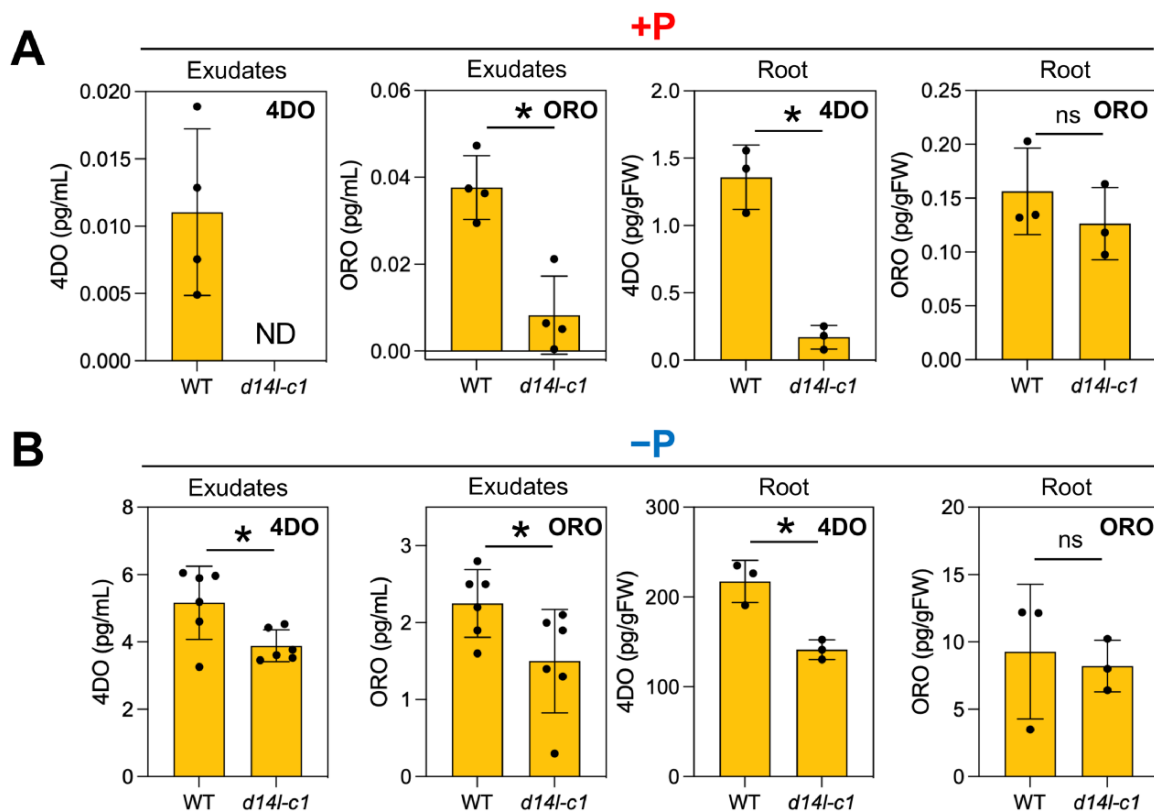 A
+P
Exudates
4DO (pg/mL)
0.020
0.015
0.010
0.005
0.000
4DO
ND
WT d14l-c1
Exudates
ORO (pg/mL)
0.06
0.04
0.02
0.00
* ORO
WT d14l-c1
Root
4DO (pg/gFW)
2.0
1.5
1.0
0.5
0.0
* 4DO
WT d14l-c1
Root
ORO (pg/gFW)
0.25
0.20
0.15
0.10
0.05
0.00
ns ORO
WT d14l-c1
B
−P
Exudates
4DO (pg/mL)
8
6
4
2
0
* 4DO
WT d14l-c1
Exudates
ORO (pg/mL)
3
2
1
0
* ORO
WT d14l-c1
Root
4DO (pg/gFW)
300
200
100
0
* 4DO
WT d14l-c1
Root
ORO (pg/gFW)
20
15
10
5
0
ns ORO
WT d14l-c1